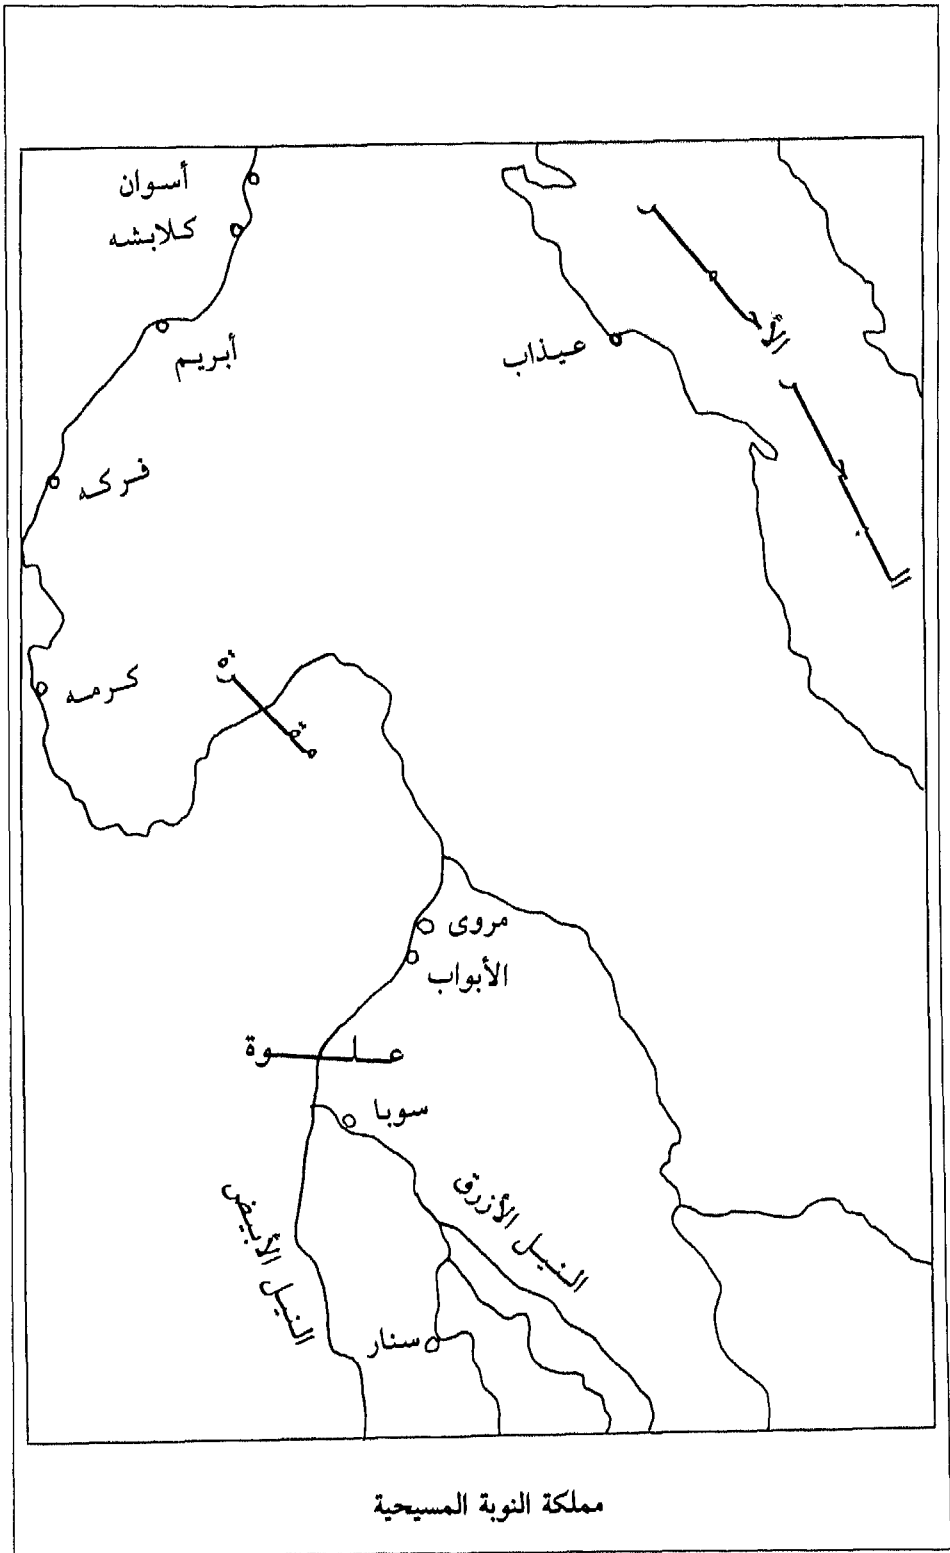 أسوان
كلابشه
أبريم
عيذاب
فركه
كرمه
مروى
الأبواب
علوة
سوبا
النيل الأزرق
النيل الأبيض
سنار
مملكة النوبة المسيحية